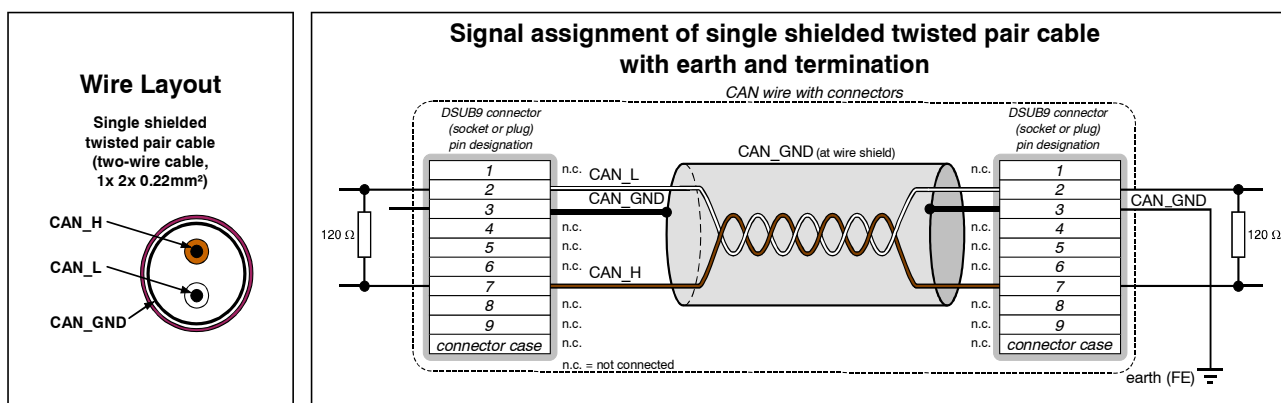 Wire Layout
Single shielded
twisted pair cable
(two-wire cable,
1x 2x 0.22mm²)
CAN_H
CAN_L
CAN_GND
Signal assignment of single shielded twisted pair cable
with earth and termination
CAN wire with connectors
DSUB9 connector
(socket or plug)
pin designation
1
2
3
4
5
6
7
8
9
connector case
120 Ω
n.c.
CAN_L
CAN_GND
n.c.
n.c.
n.c.
CAN_H
n.c.
n.c.
n.c.
n.c. = not connected
CAN_GND (at wire shield)
DSUB9 connector
(socket or plug)
pin designation
n.c.
n.c.
n.c.
n.c.
n.c.
n.c.
n.c.
1
2
3
4
5
6
7
8
9
connector case
CAN_GND
120 Ω
earth (FE)